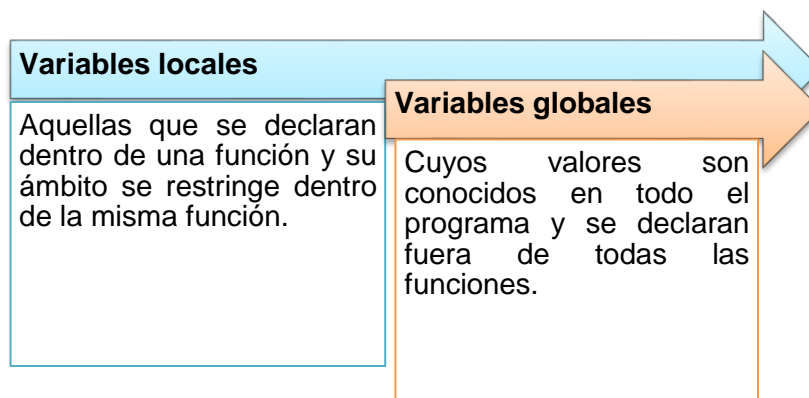 Variables locales
Aquellas que se declaran
dentro de una función y su
ámbito se restringe dentro
de la misma función.
Variables globales
Cuyos valores son
conocidos en todo el
programa y se declaran
fuera de todas las
funciones.